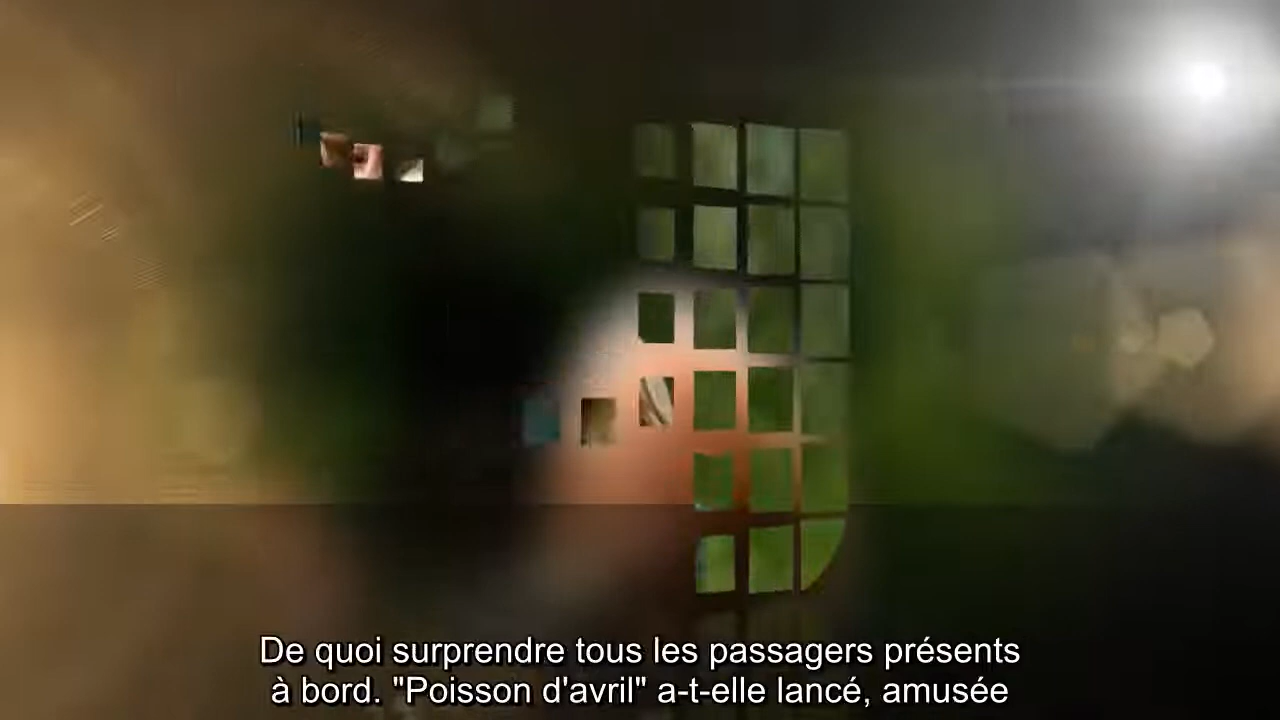 De quoi surprendre tous les passagers présents
à bord. "Poisson d'avril" a-t-elle lancé, amusée